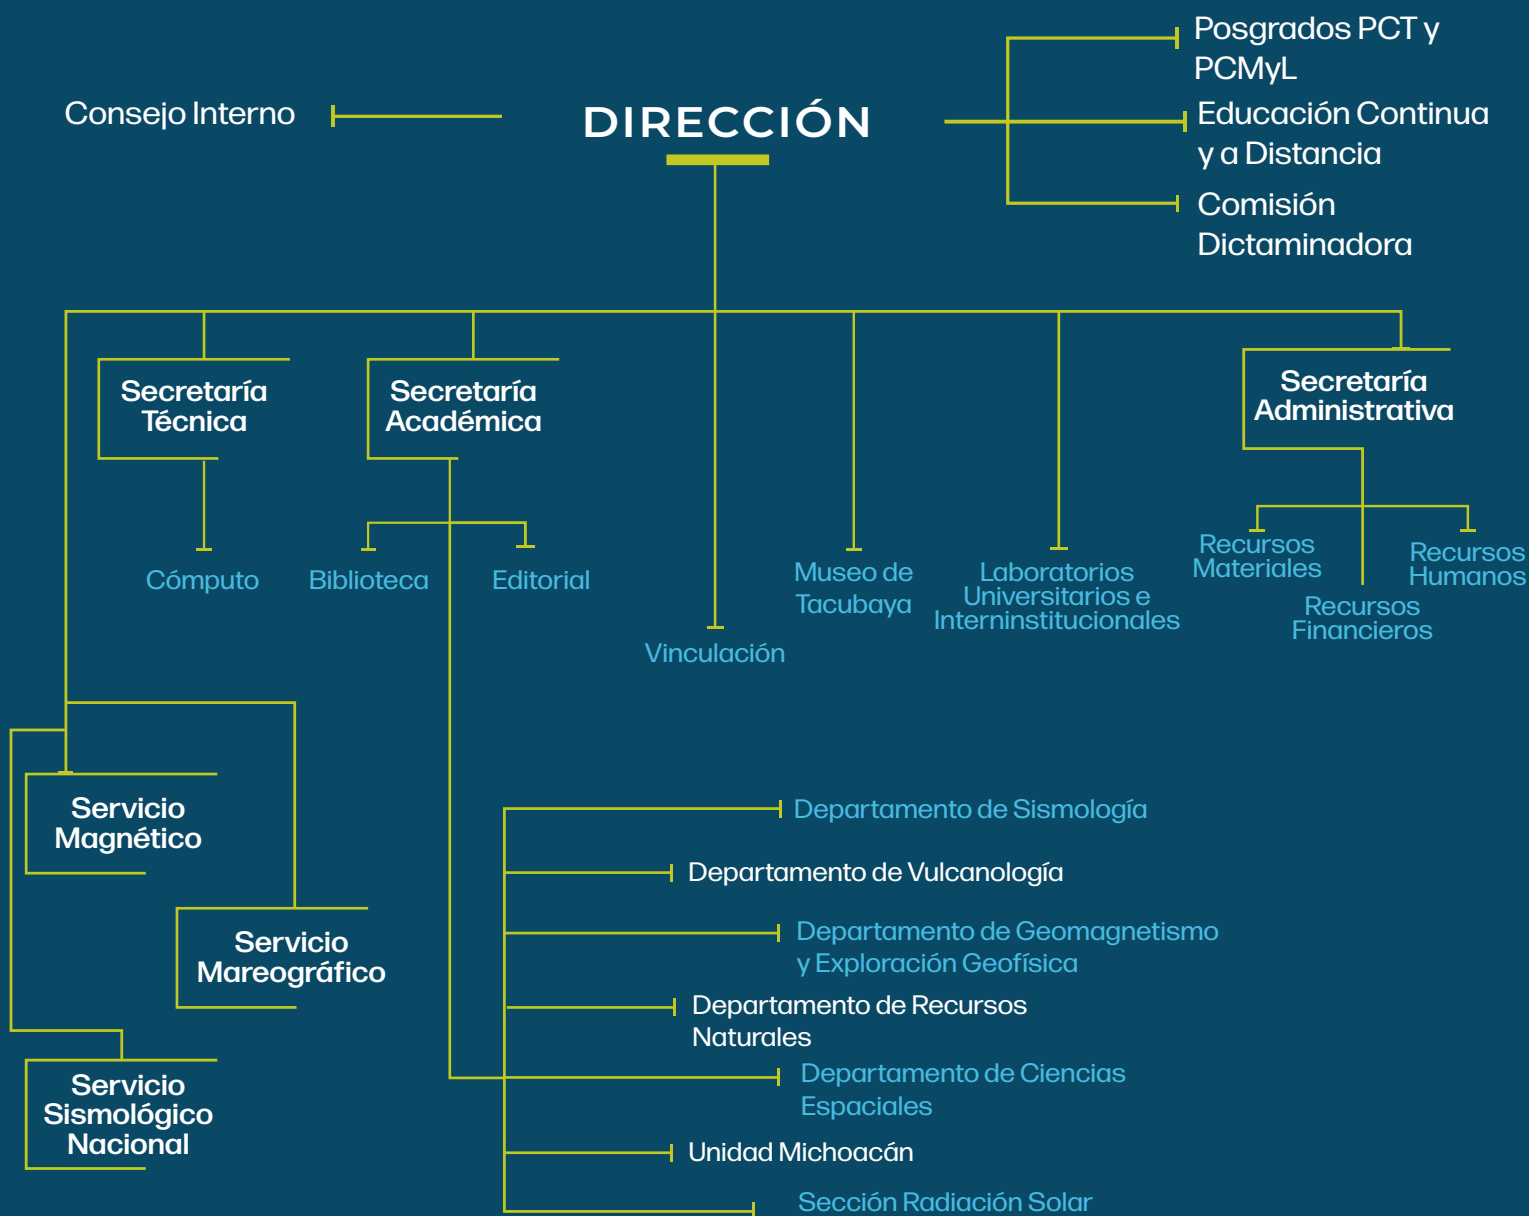 Posgrados PCT y
PCMyL
Consejo Interno
DIRECCIÓN
Educación Continua
y a Distancia
Comisión
Dictaminadora
Secretaría
Técnica
Secretaría
Académica
Secretaría
Administrativa
Cómputo
Biblioteca
Editorial
Vinculación
Museo de
Tacubaya
Laboratorios
Universitarios e
Interninstitucionales
Recursos
Materiales
Recursos
Financieros
Recursos
Humanos
Servicio
Magnético
Servicio
Mareográfico
Servicio
Sismológico
Nacional
Departamento de Sismología
Departamento de Vulcanología
Departamento de Geomagnetismo
y Exploración Geofísica
Departamento de Recursos
Naturales
Departamento de Ciencias
Espaciales
Unidad Michoacán
Sección Radiación Solar